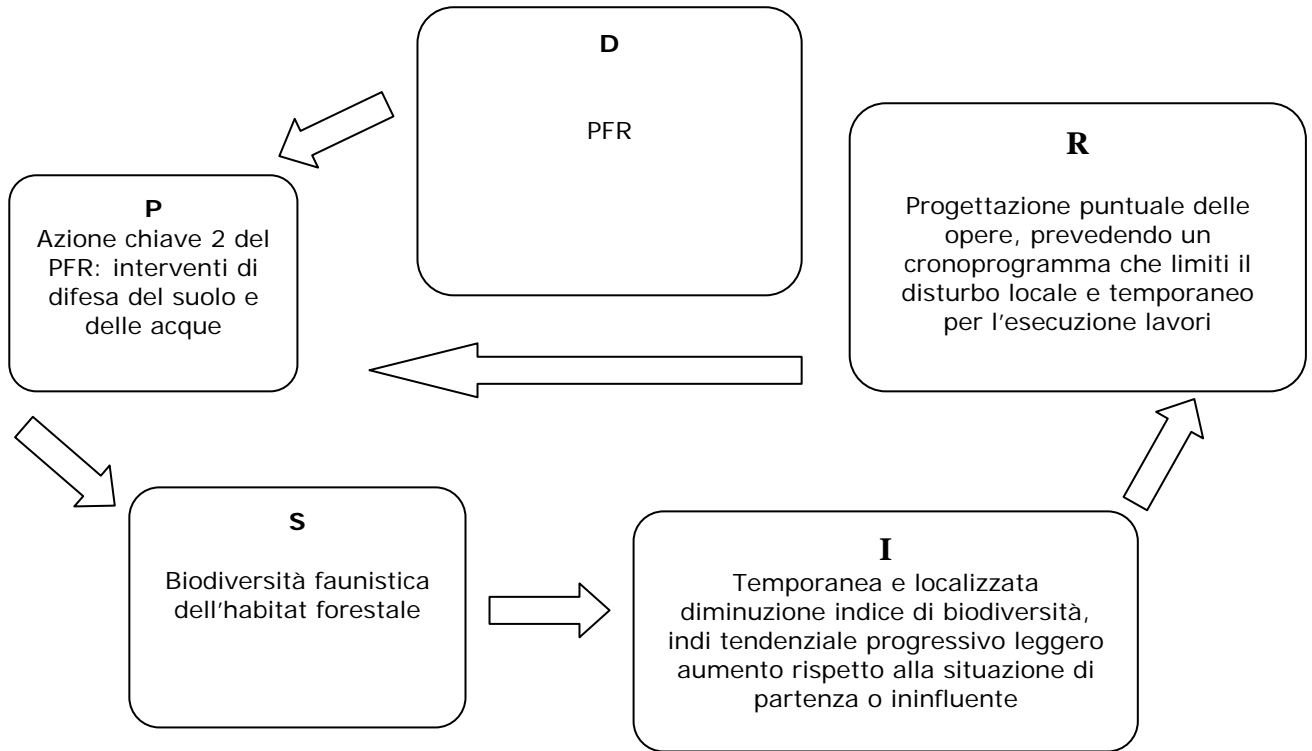 D
PFR
P
Azione chiave 2 del
PFR: interventi di
difesa del suolo e
delle acque
S
Biodiversità faunistica
dell'habitat forestale
I
Temporanea e localizzata
diminuzione indice di biodiversità,
indi tendenziale progressivo leggero
aumento rispetto alla situazione di
partenza o ininfluente
R
Progettazione puntuale delle
opere, prevedendo un
cronoprogramma che limiti il
disturbo locale e temporaneo
per l'esecuzione lavori